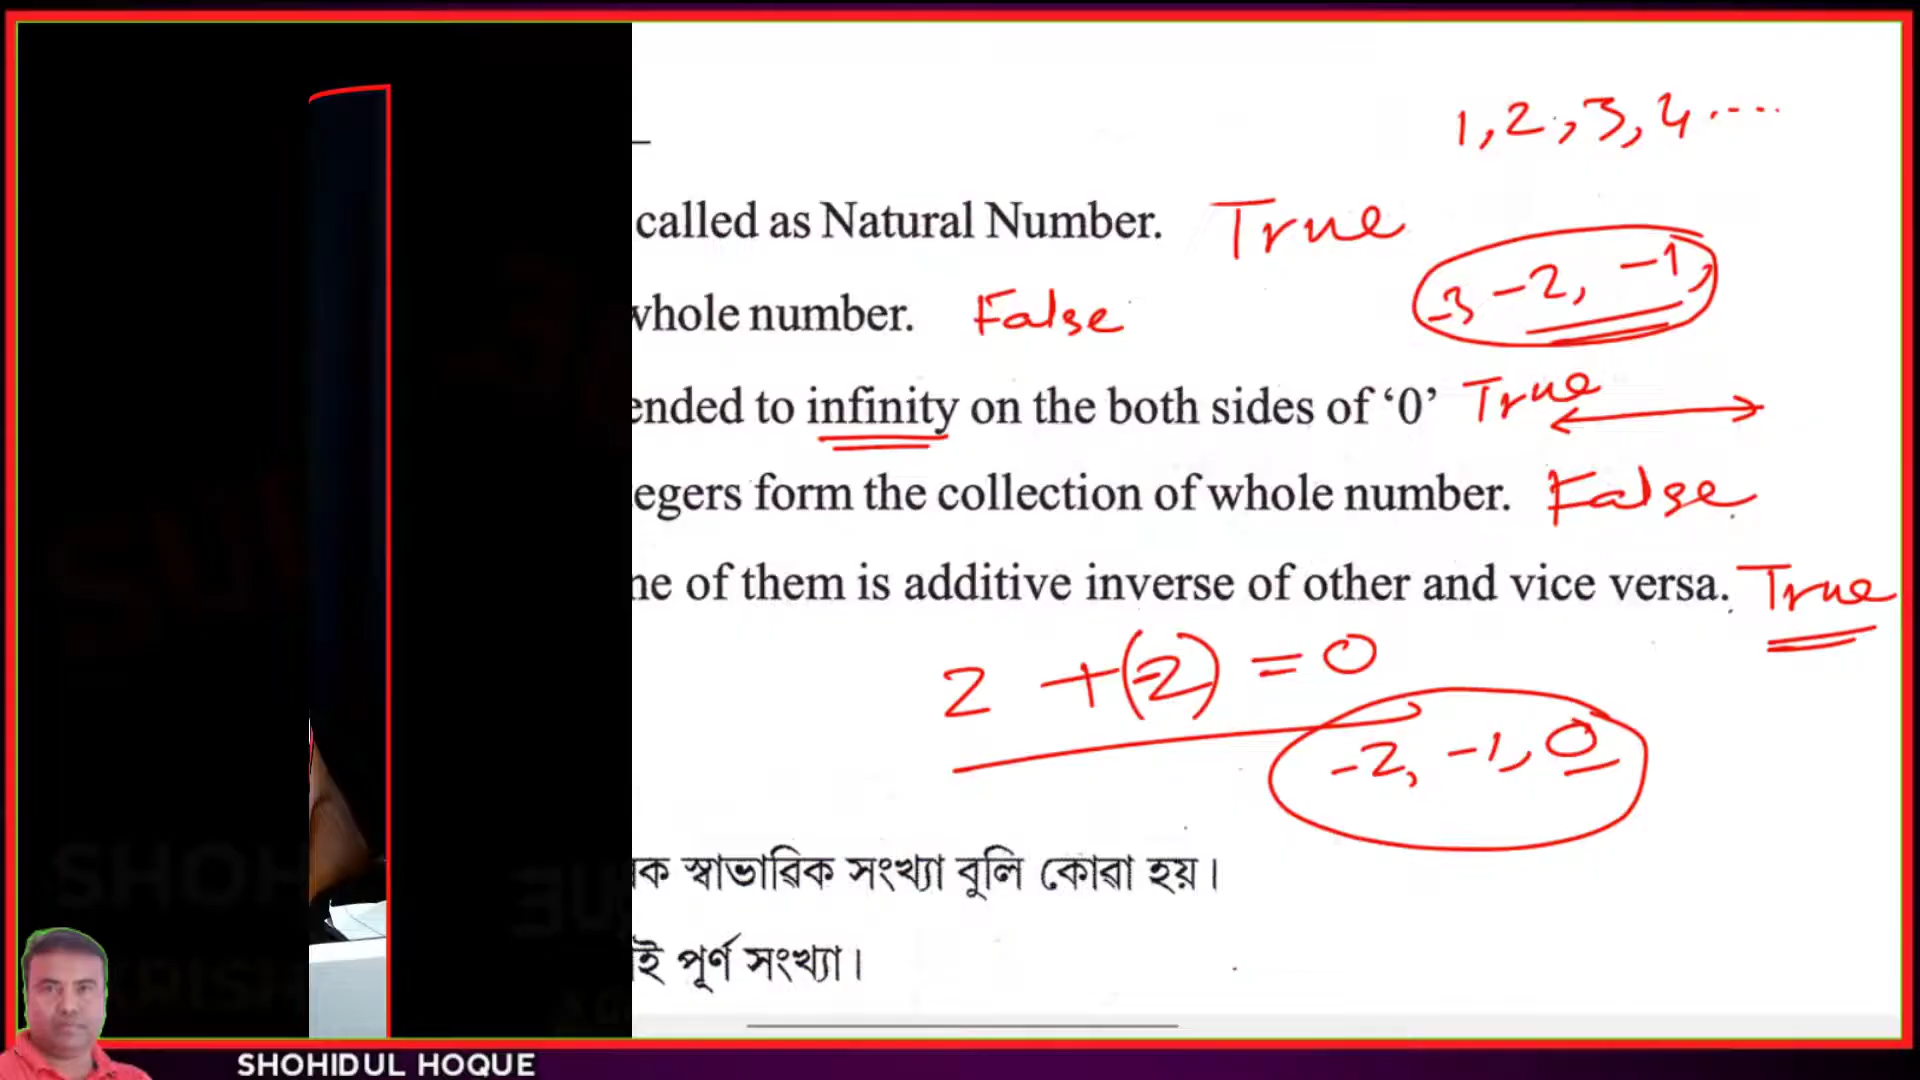 1, 2, 3, 4 ....
called as Natural Number. True
-3 -2, -1,
whole number. False
ended to infinity on the both sides of ‘0’ True
egers form the collection of whole number. False
ne of them is additive inverse of other and vice versa. True
2 + (-2) = 0
-2, -1, 0
ক স্বাভাৱিক সংখ্যা বুলি কোৱা হয়।
ই পূৰ্ণ সংখ্যা।
SHOHIDUL HOQUE